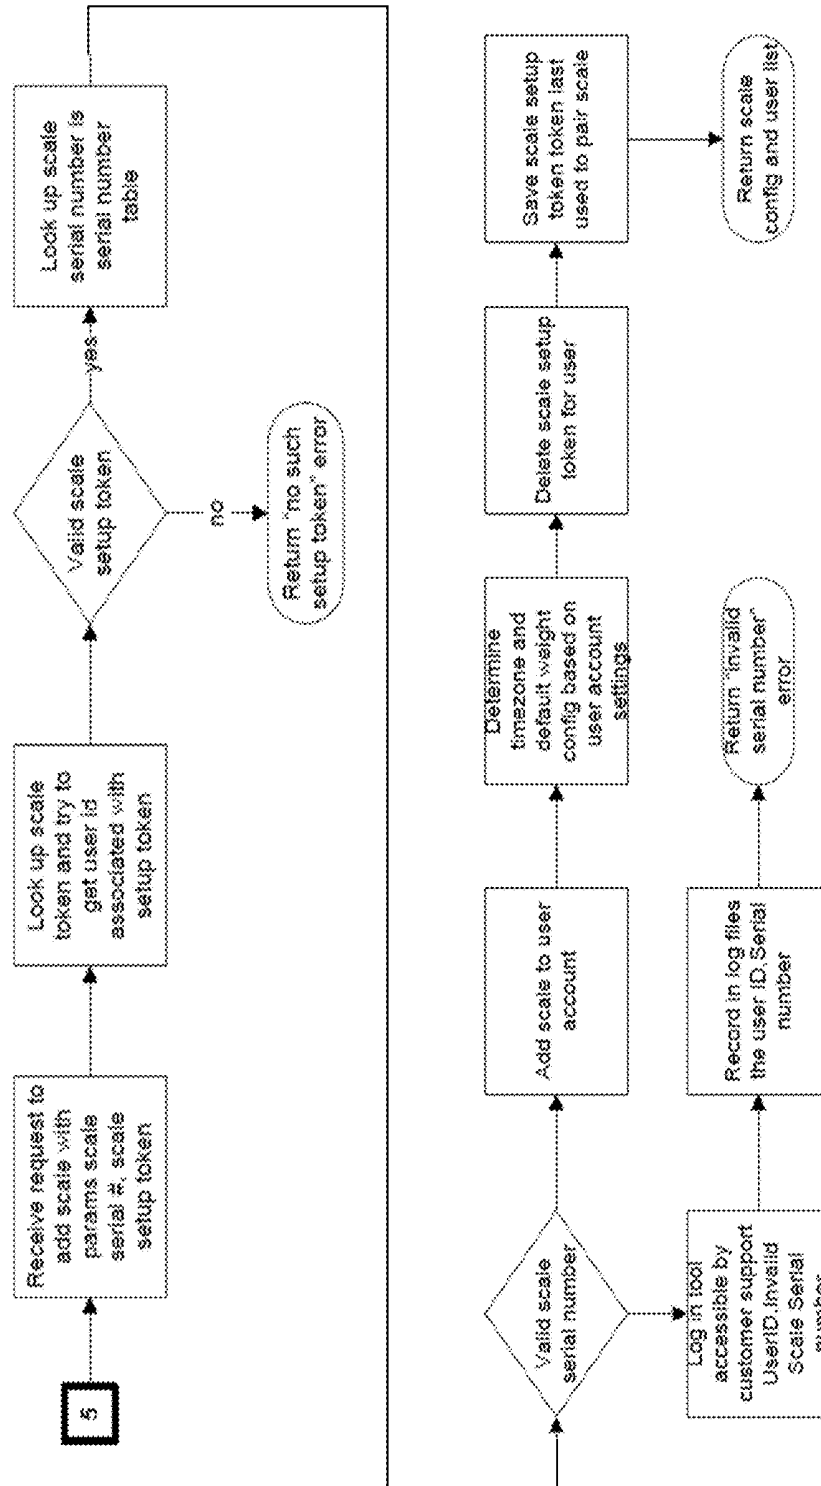 5
Receive request to
add scale with
params scale
serial #, scale
setup token
Look up scale
token and try to
get user id
associated with
setup token
Valid scale
setup token
yes
no
Return "no such
setup token" error
Look up scale
serial number is
serial number
table
Valid scale
serial number
Add scale to user
account
Determine
timezone and
default weight
config based on
user account
settings
Delete scale setup
token for user
Save scale setup
token token last
used to pair scale
Return scale
config and user list
Log in tool
accessible by
customer support
UserID.Invalid
Scale Serial
number
Record in log files
the user ID.Serial
number
Return "invalid
serial number"
error